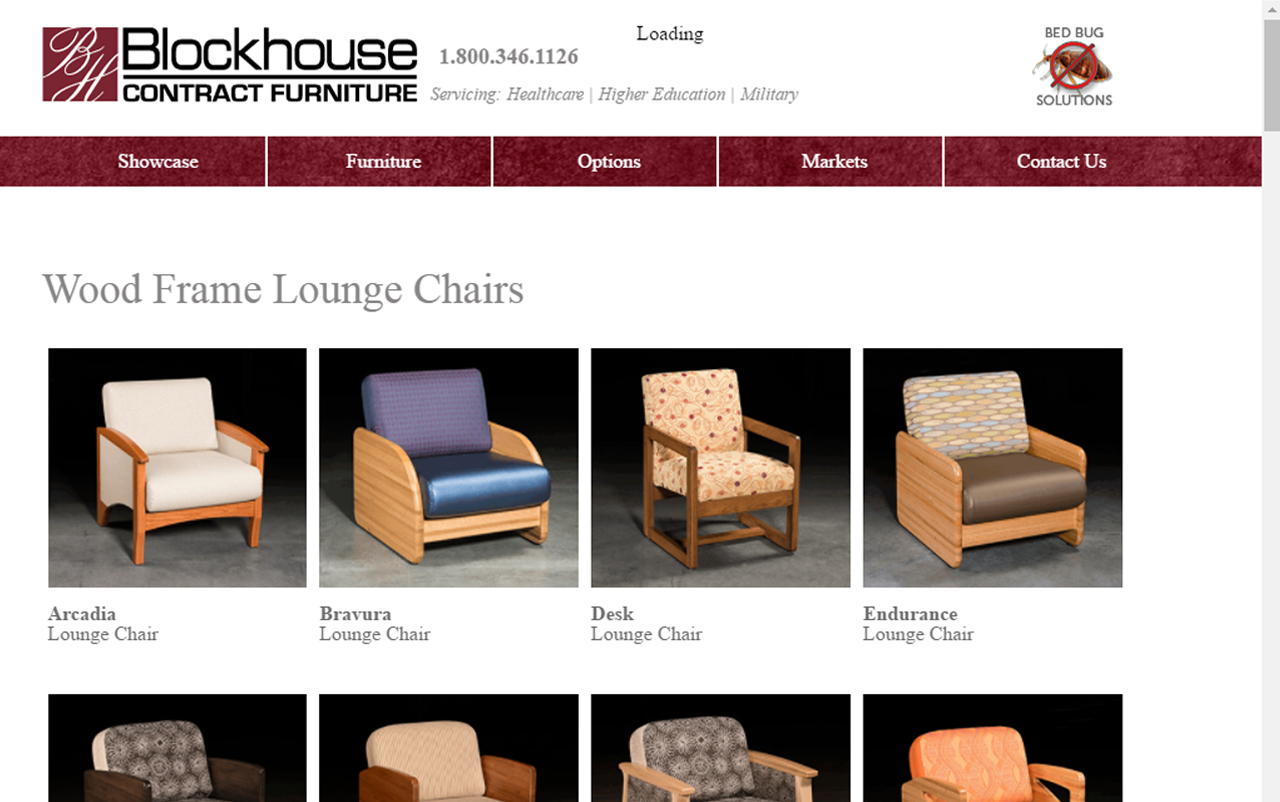 Loading
BH
Blockhouse
CONTRACT FURNITURE
1.800.346.1126
Servicing: Healthcare | Higher Education | Military
BED BUG
SOLUTIONS
Showcase
Furniture
Options
Markets
Contact Us
Wood Frame Lounge Chairs
Arcadia
Lounge Chair
Bravura
Lounge Chair
Desk
Lounge Chair
Endurance
Lounge Chair